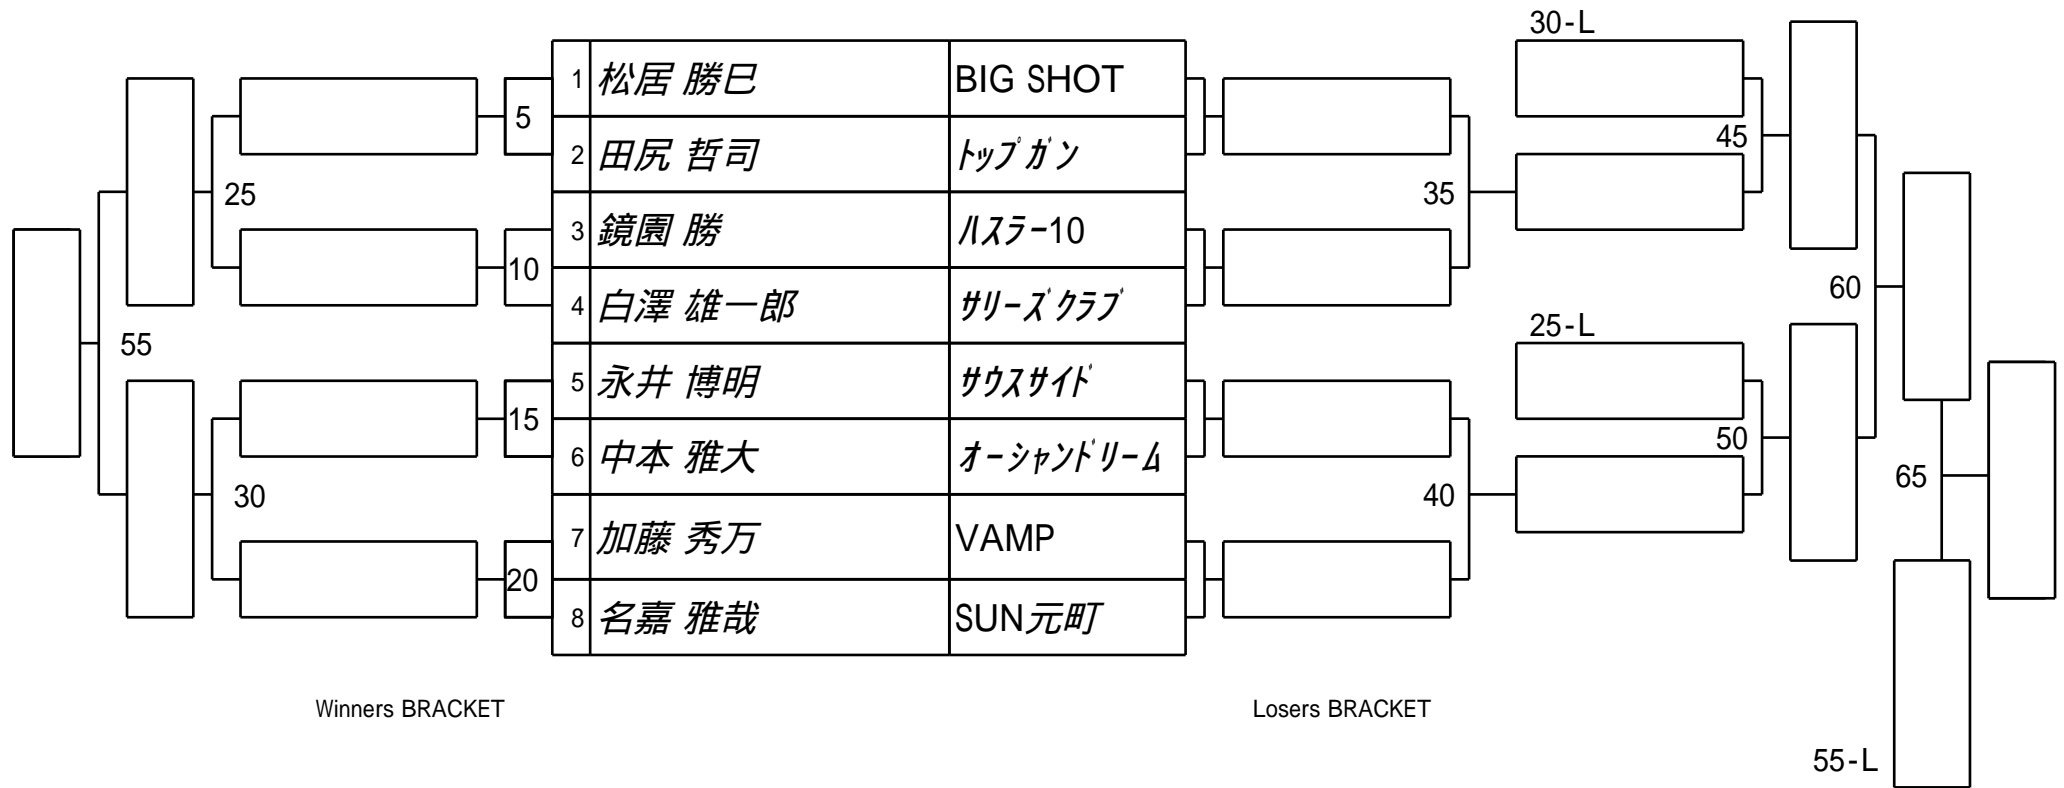 30-L
1 松居 勝巳 BIG SHOT
5
2 田尻 哲司 ﾄｯﾌﾟｶﾞﾝ
45
25
35
3 鏡園 勝 ﾊｽﾗｰ10
10
4 白澤 雄一郎 ｻﾘｰｽﾞｸﾗﾌﾞ
60
25-L
55
5 永井 博明 ｻｳｽｻｲﾄﾞ
15
50
6 中本 雅大 ｵｰｼｬﾝﾄﾞﾘｰﾑ
65
30
40
7 加藤 秀万 VAMP
20
8 名嘉 雅哉 SUN元町
Winners BRACKET
Losers BRACKET
55-L